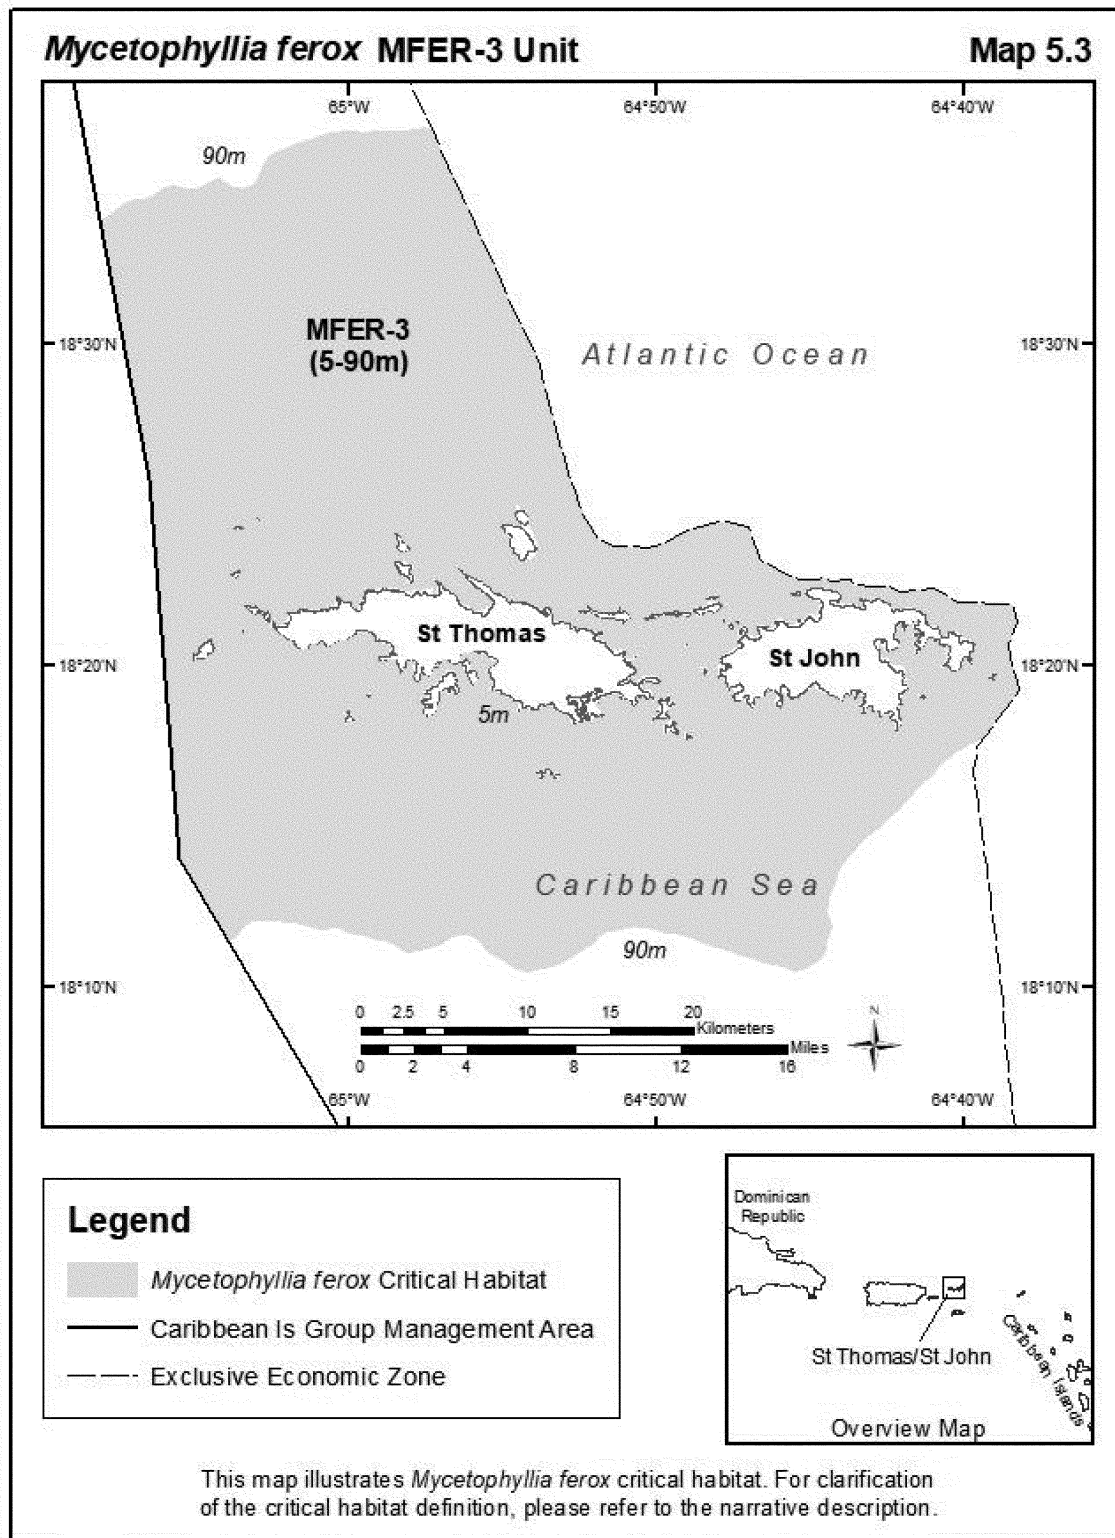 Mycetophyllia ferox MFER-3 Unit Map 5.3
65°W 64°50'W 64°40'W
90m
MFER-3
(5-90m)
18°30'N 18°30'N
Atlantic Ocean
St Thomas
St John
18°20'N 18°20'N
5m
Caribbean Sea
90m
18°10'N 18°10'N
0 2.5 5 10 15 20
Kilometers
Miles
0 2 4 8 12 16
N
65°W 64°50'W 64°40'W
Legend
Mycetophyllia ferox Critical Habitat
Caribbean Is Group Management Area
Exclusive Economic Zone
Dominican
Republic
St Thomas/St John
Caribbean Islands
Overview Map
This map illustrates Mycetophyllia ferox critical habitat. For clarification
of the critical habitat definition, please refer to the narrative description.